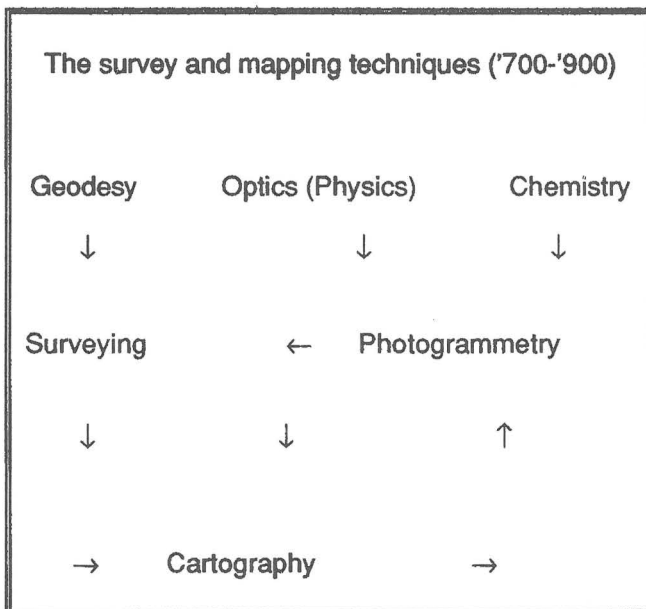 The survey and mapping techniques ('700-'900)
Geodesy Optics (Physics) Chemistry
↓ ↓ ↓
Surveying ← Photogrammetry
↓ ↓ ↑
→ Cartography →